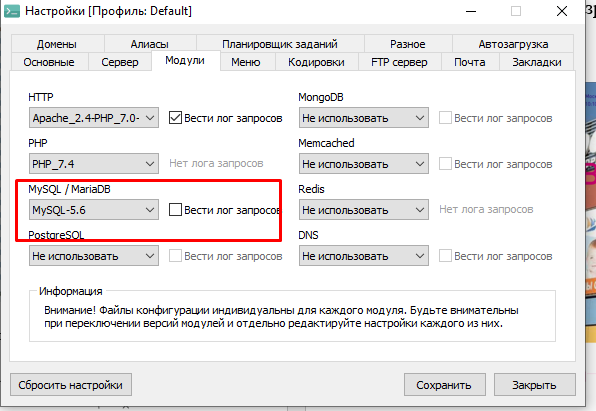 Настройки [Профиль: Default]
Домены Алиасы Планировщик заданий Разное Автозагрузка
Основные Сервер Модули Меню Кодировки FTP сервер Почта Закладки
HTTP MongoDB
Apache_2.4-PHP_7.0- Вести лог запросов Не использовать Вести лог запросов
PHP Memcached
PHP_7.4 Нет лога запросов Не использовать Вести лог запросов
MySQL / MariaDB Redis
MySQL-5.6 Вести лог запросов Не использовать Нет лога запросов
PostgreSQL DNS
Не использовать Вести лог запросов Не использовать Вести лог запросов
Информация
Внимание! Файлы конфигурации индивидуальны для каждого модуля. Будьте внимательны
при переключении версий модулей и отдельно редактируйте настройки каждого из них.
Сбросить настройки Сохранить Закрыть